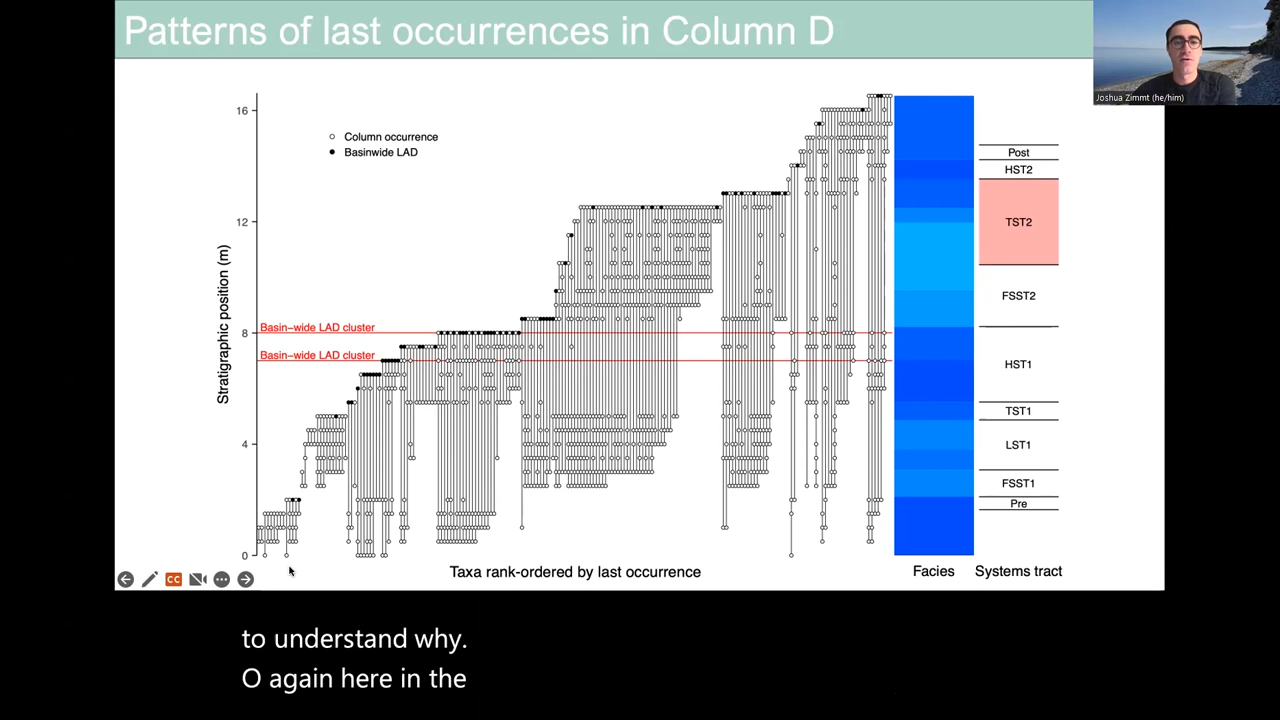 Patterns of last occurrences in Column D
Joshua Zimmt (he/him)
16
12
8
4
0
Stratigraphic position (m)
Column occurrence
Basinwide LAD
Basin-wide LAD cluster
Basin-wide LAD cluster
Post
HST2
TST2
FSST2
HST1
TST1
LST1
FSST1
Pre
Taxa rank-ordered by last occurrence
Facies
Systems tract
CC
to understand why.
O again here in the